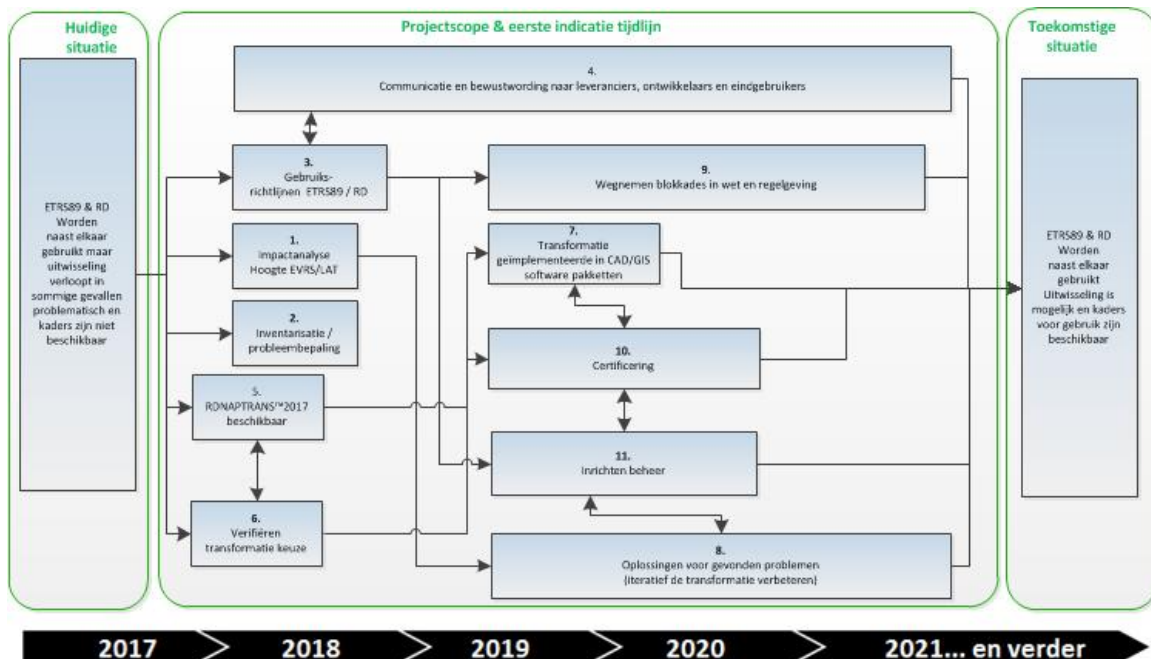 Huidige
situatie
Projectscope & eerste indicatie tijdlijn
Toekomstige
situatie
ETRS89 & RD
Worden
naast elkaar
gebruikt maar
uitwisseling
verloopt in
sommige gevallen
problematisch en
kaders zijn niet
beschikbaar
4.
Communicatie en bewustwording naar leveranciers, ontwikkelaars en eindgebruikers
3.
Gebruiks-
richtlijnen ETRS89 / RD
1.
Impactanalyse
Hoogte EVRS/LAT
2.
Inventarisatie /
probleembepaling
5.
RDNAPTRANS™2017
beschikbaar
6.
Verifiëren
transformatie keuze
9.
Wegnemen blokkades in wet en regelgeving
7.
Transformatie
geïmplementeerde in CAD/GIS
software pakketten
10.
Certificering
11.
Inrichten beheer
8.
Oplossingen voor gevonden problemen
(iteratief de transformatie verbeteren)
ETRS89 & RD
Worden
naast elkaar
gebruikt
Uitwisseling is
mogelijk en kaders
voor gebruik zijn
beschikbaar
2017
2018
2019
2020
2021... en verder